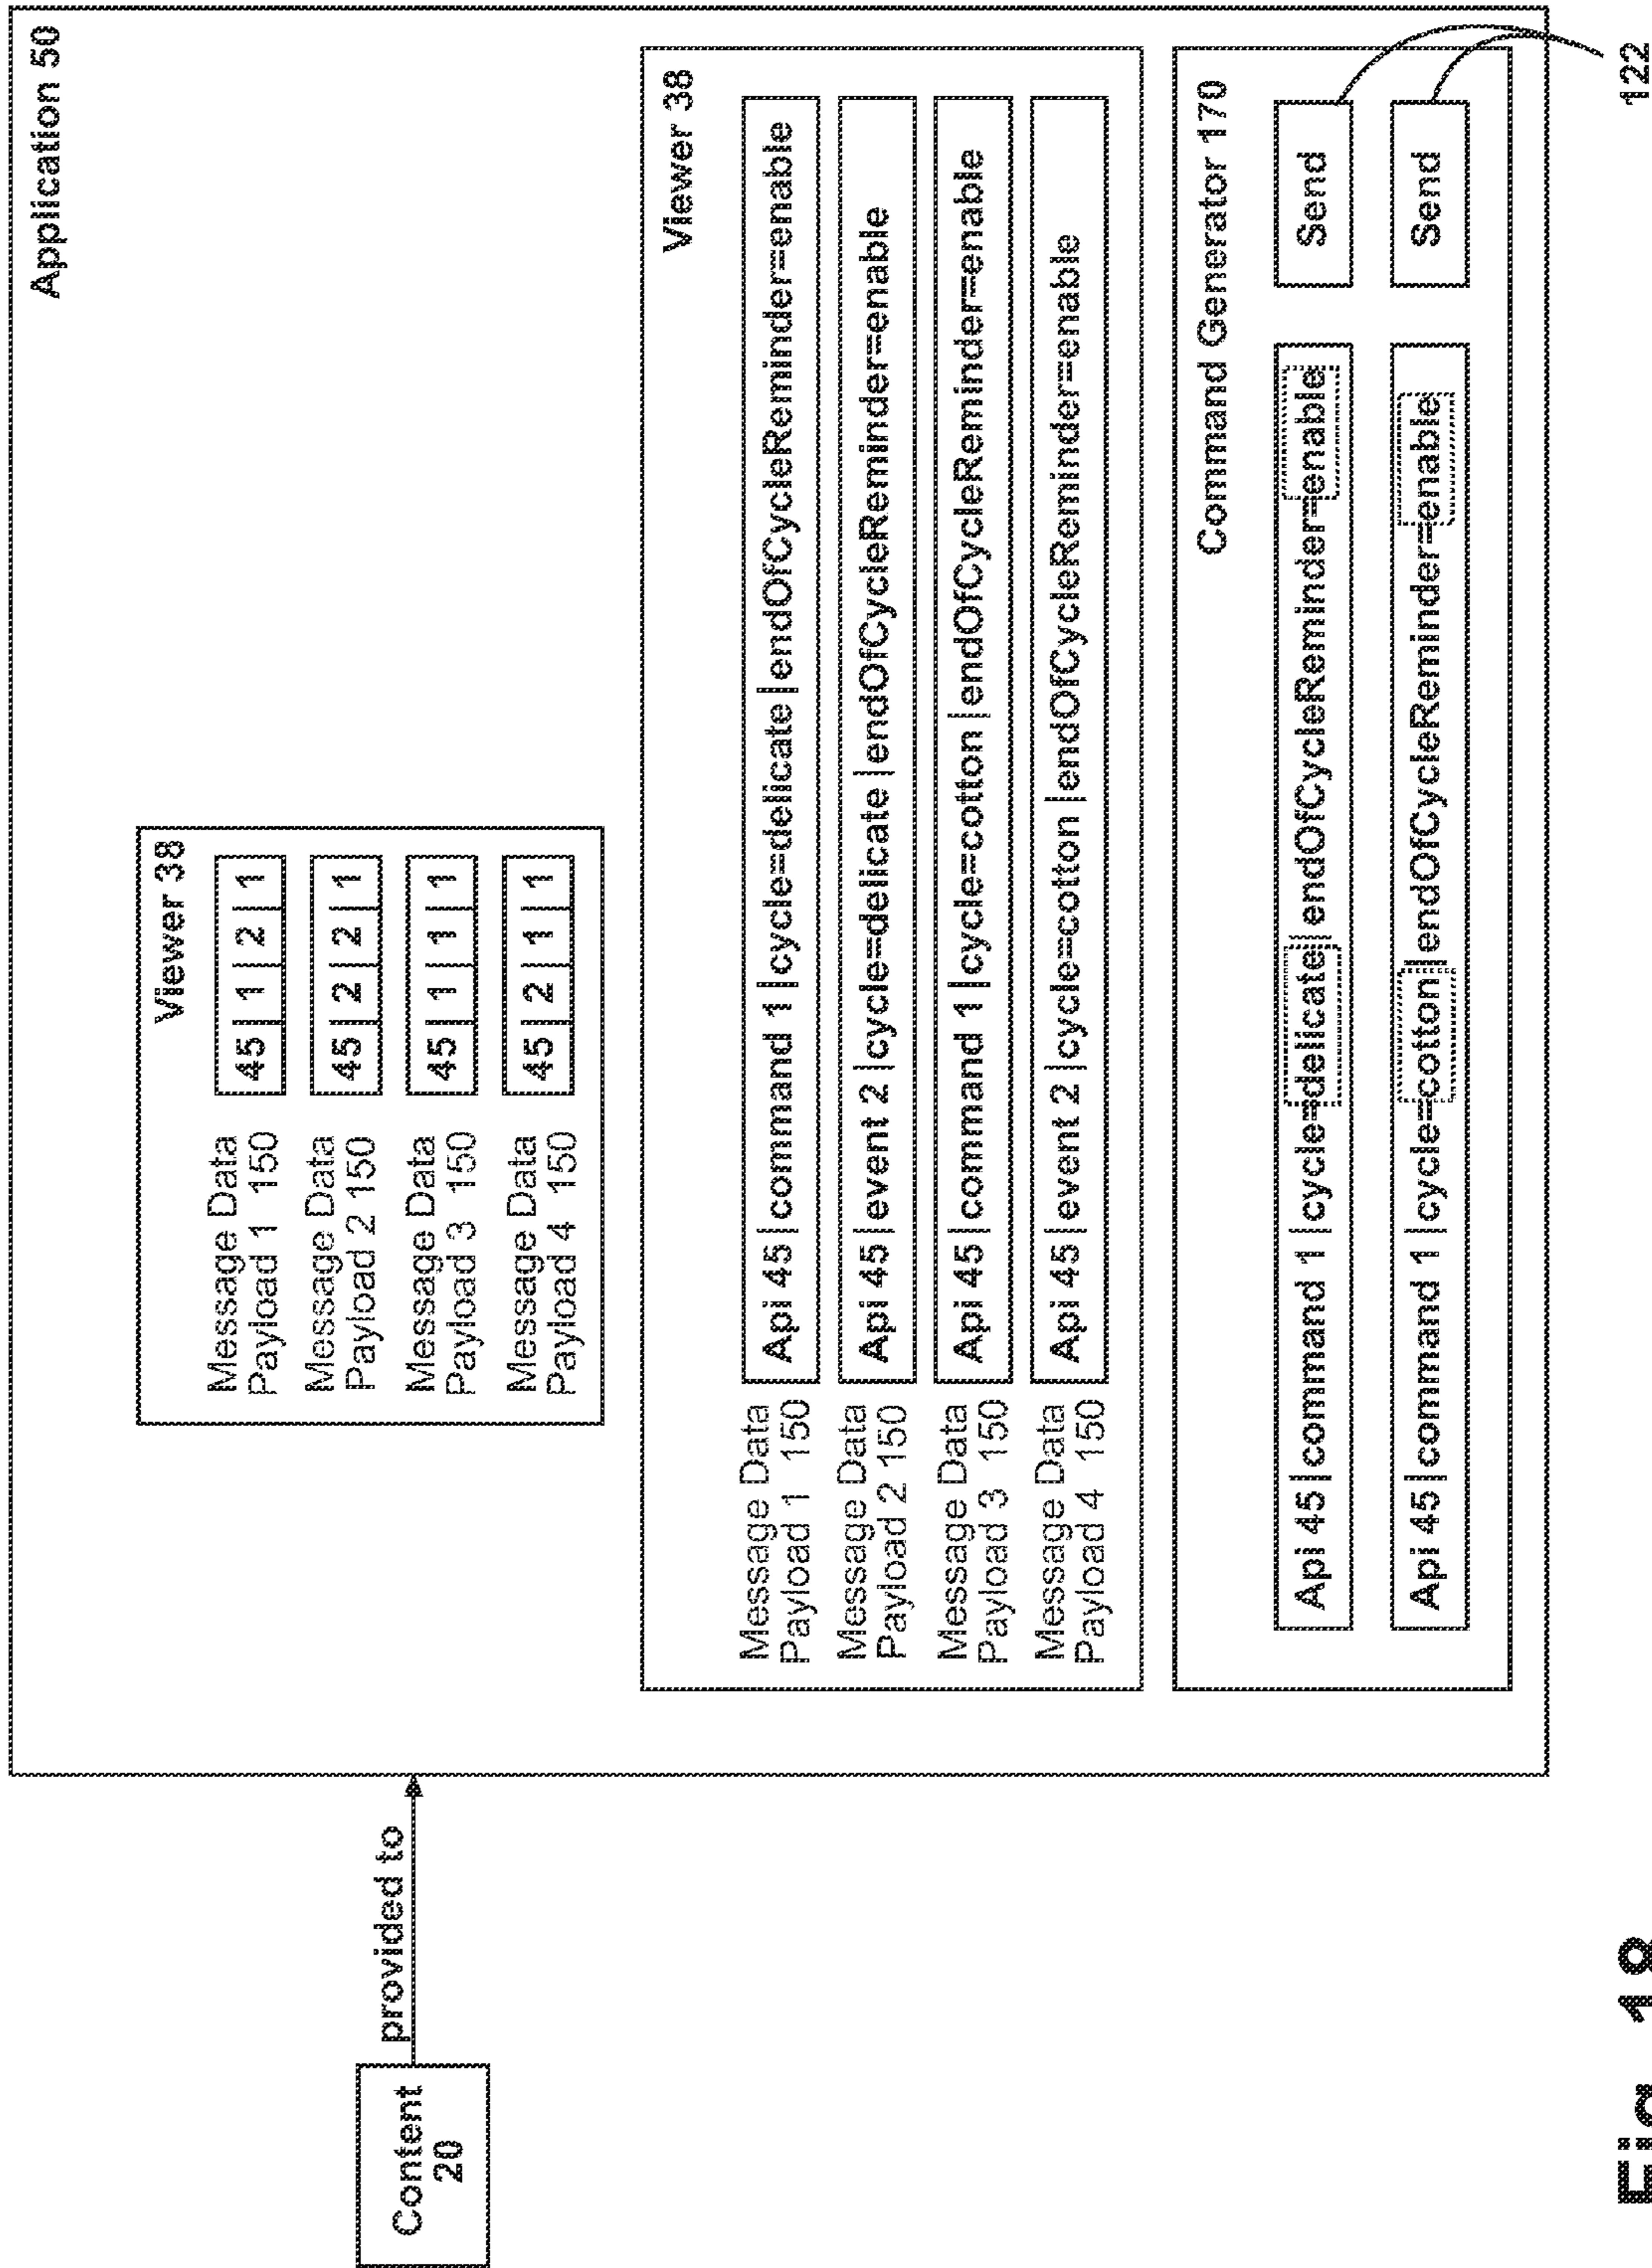 Application 50
Content
20
provided to
Viewer 38
Message Data
Payload 1 150
45|1|2|1
Message Data
Payload 2 150
45|2|2|1
Message Data
Payload 3 150
45|1|1|1
Message Data
Payload 4 150
45|2|1|1
Viewer 38
Message Data
Payload 1 150
Api 45|command 1|cycle=delicate|endOfCycleReminder=enable
Message Data
Payload 2 150
Api 45|event 2|cycle=delicate|endOfCycleReminder=enable
Message Data
Payload 3 150
Api 45|command 1|cycle=cotton|endOfCycleReminder=enable
Message Data
Payload 4 150
Api 45|event 2|cycle=cotton|endOfCycleReminder=enable
Command Generator 170
Api 45|command 1|cycle=delicate|endOfCycleReminder=enable
Send
Api 45|command 1|cycle=cotton|endOfCycleReminder=enable
Send
122
Fig. 18